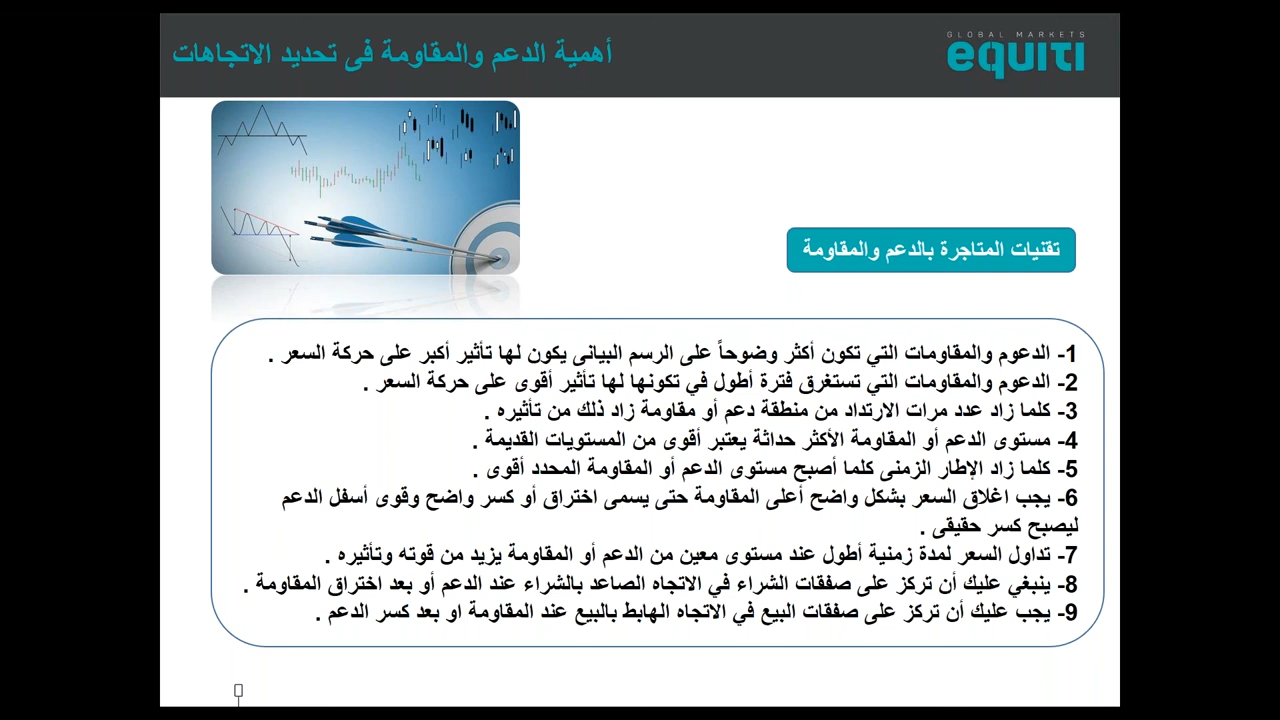 أهمية الدعم والمقاومة فى تحديد الاتجاهات
GLOBAL MARKETS
equiti
تقنيات المتاجرة بالدعم والمقاومة
1- الدعوم والمقاومات التي تكون أكثر وضوحاً على الرسم البيانى يكون لها تأثير أكبر على حركة السعر .
2- الدعوم والمقاومات التي تستغرق فترة أطول في تكونها لها تأثير أقوى على حركة السعر .
3- كلما زاد عدد مرات الارتداد من منطقة دعم أو مقاومة زاد ذلك من تأثيره .
4- مستوى الدعم أو المقاومة الأكثر حداثة يعتبر أقوى من المستويات القديمة .
5- كلما زاد الإطار الزمنى كلما أصبح مستوى الدعم أو المقاومة المحدد أقوى .
6- يجب اغلاق السعر بشكل واضح أعلى المقاومة حتى يسمى اختراق أو كسر واضح وقوى أسفل الدعم
ليصبح كسر حقيقى .
7- تداول السعر لمدة زمنية أطول عند مستوى معين من الدعم أو المقاومة يزيد من قوته وتأثيره .
8- ينبغي عليك أن تركز على صفقات الشراء في الاتجاه الصاعد بالشراء عند الدعم أو بعد اختراق المقاومة .
9- يجب عليك أن تركز على صفقات البيع في الاتجاه الهابط بالبيع عند المقاومة او بعد كسر الدعم .